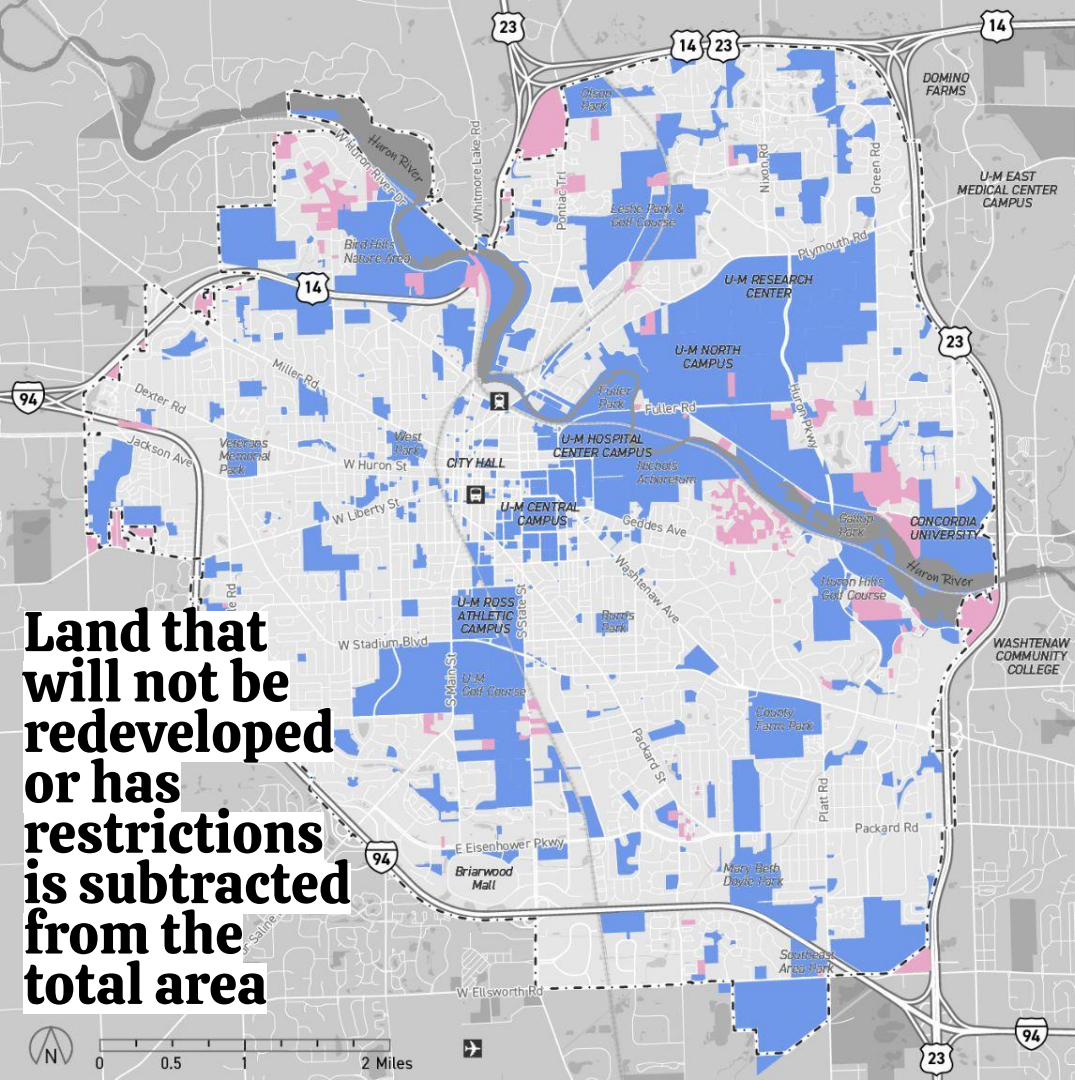 23
14
23
14
DOMINO
FARMS
Olson
Park
Huron River
W Huron River Dr
Whitmore Lake Rd
Pontiac Trl
Nixon Rd
Green Rd
U-M EAST
MEDICAL CENTER
CAMPUS
Leslie Park &
Golf Course
Bird Hills
Nature Area
Plymouth Rd
14
U-M RESEARCH
CENTER
23
U-M NORTH
CAMPUS
Miller Rd
94
Dexter Rd
Fuller
Park
Fuller Rd
Huron Pkwy
Jackson Ave
Veterans
Memorial
Park
West
Park
W Huron St
CITY HALL
U-M HOSPITAL
CENTER CAMPUS
Nichols
Arboretum
W Liberty St
U-M CENTRAL
CAMPUS
Geddes Ave
Gallup
Park
CONCORDIA
UNIVERSITY
Washtenaw Ave
Huron River
Huron Hills
Golf Course
U-M ROSS
ATHLETIC
CAMPUS
S State St
Burns
Park
W Stadium Blvd
S Main St
U-M
Golf Course
WASHTENAW
COMMUNITY
COLLEGE
County
Farm Park
Packard St
Platt Rd
Packard Rd
E Eisenhower Pkwy
94
Briarwood
Mall
Mary Beth
Doyle Park
Southeast
Area Park
W Ellsworth Rd
Land that
will not be
redeveloped
or has
restrictions
is subtracted
from the
total area
N
0 0.5 1 2 Miles
94
23